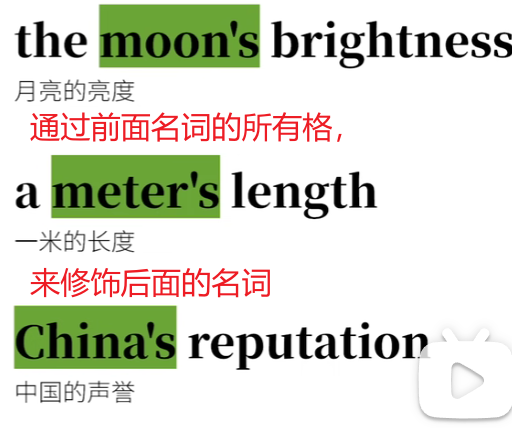 the moon's brightness
月亮的亮度
通过前面名词的所有格，
a meter's length
一米的长度
来修饰后面的名词
China's reputation
中国的声誉